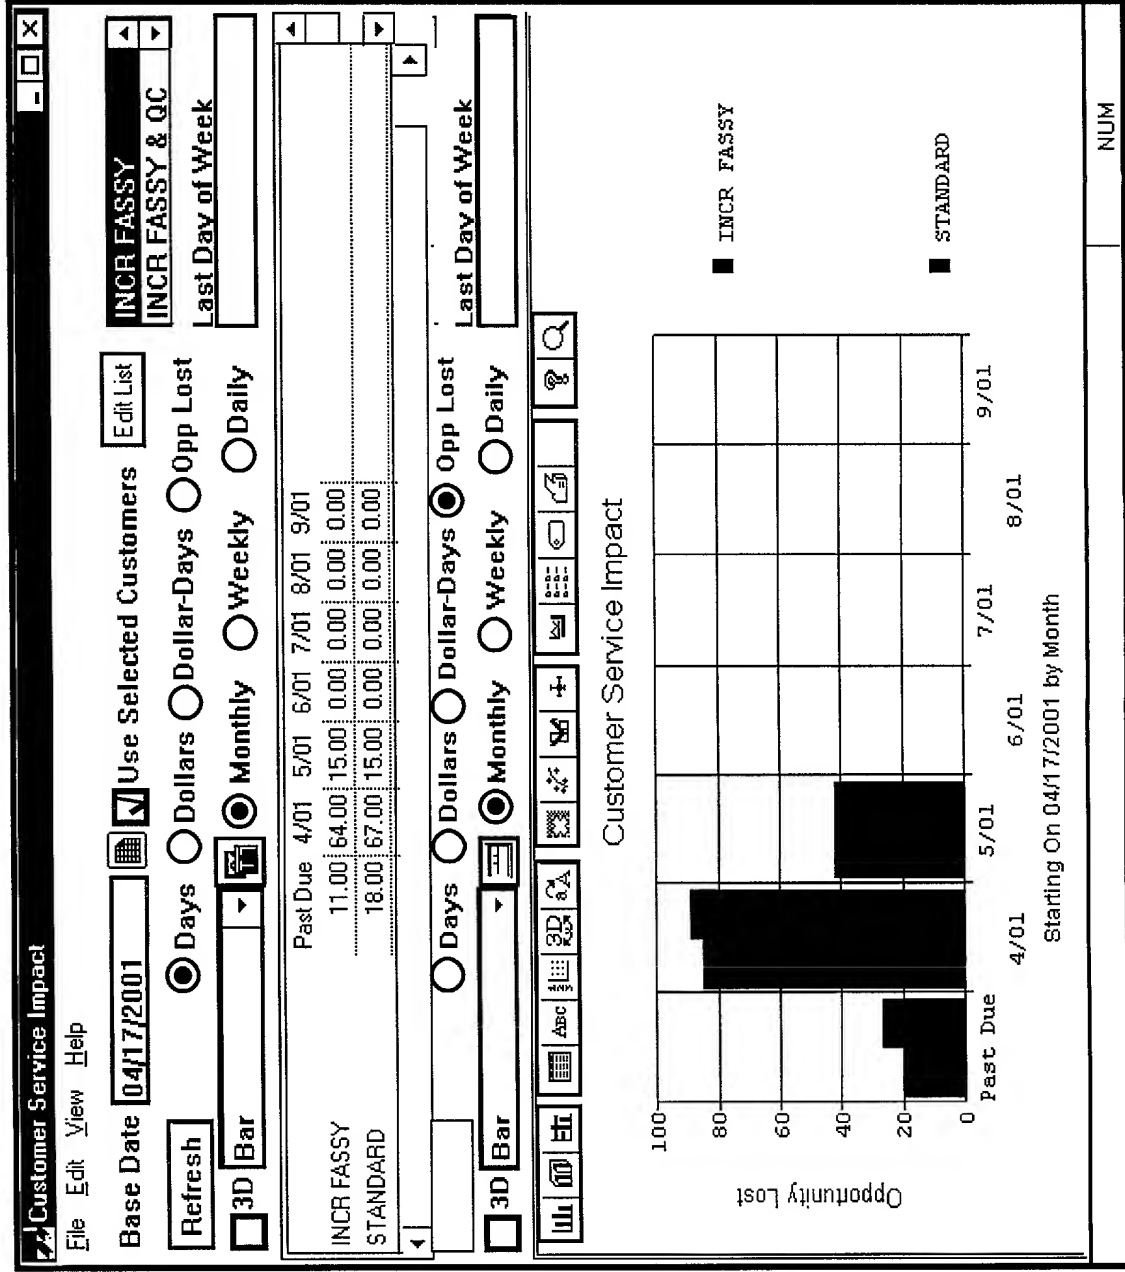 Customer Service Impact
File Edit View Help
Base Date 04/17/2001 Use Selected Customers Edit List INCR FASSY
INCR FASSY & QC
Refresh Days Dollars Dollar-Days Opp Lost Last Day of Week
3D Bar Monthly Weekly Daily
Past Due 4/01 5/01 6/01 7/01 8/01 9/01
INCR FASSY 11.00 64.00 15.00 0.00 0.00 0.00 0.00
STANDARD 18.00 67.00 15.00 0.00 0.00 0.00 0.00
Days Dollars Dollar-Days Opp Lost Last Day of Week
3D Bar Monthly Weekly Daily
ABC 3D A ?
Customer Service Impact
Opportunity Lost
100
80
60
40
20
0
Past Due 4/01 5/01 6/01 7/01 8/01 9/01
Starting On 04/17/2001 by Month
INCR FASSY
STANDARD
NUM